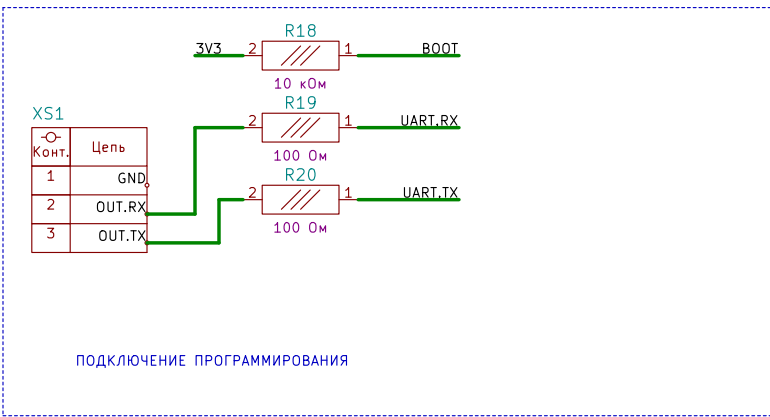 R18
3V3 2 1 BOOT
10 кОм
XS1
R19
2 1 UART.RX
Конт. Цепь
100 Ом
1 GND
R20
2 1 UART.TX
2 OUT.RX
100 Ом
3 OUT.TX
ПОДКЛЮЧЕНИЕ ПРОГРАММИРОВАНИЯ